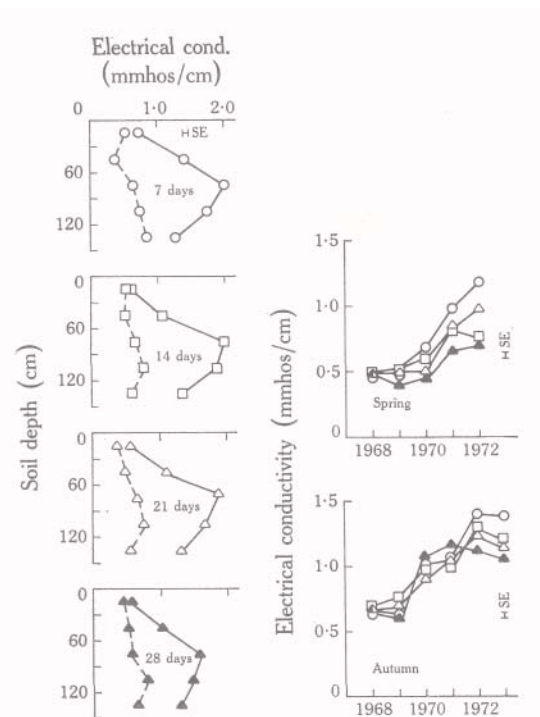 Electrical cond.
(mmhos/cm)
0 1·0 2·0
SE
60
7 days
120
0
60
14 days
120
Soil depth (cm)
0
60
21 days
120
0
60
28 days
120
1·5
1·0
0·5
0
Spring
SE
1968 1970 1972
Electrical conductivity (mmhos/cm)
1·5
1·0
0·5
0
Autumn
SE
1968 1970 1972